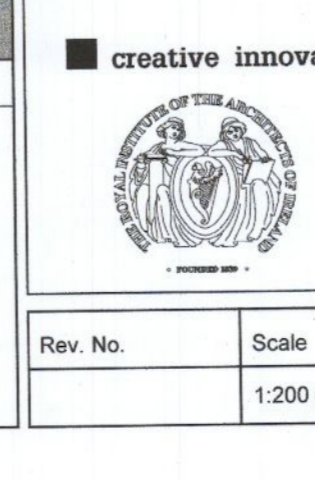 creative innova
THE ROYAL INSTITUTE OF THE ARCHITECTS OF IRELAND
FOUNDED 1839
Rev. No.
Scale
1:200